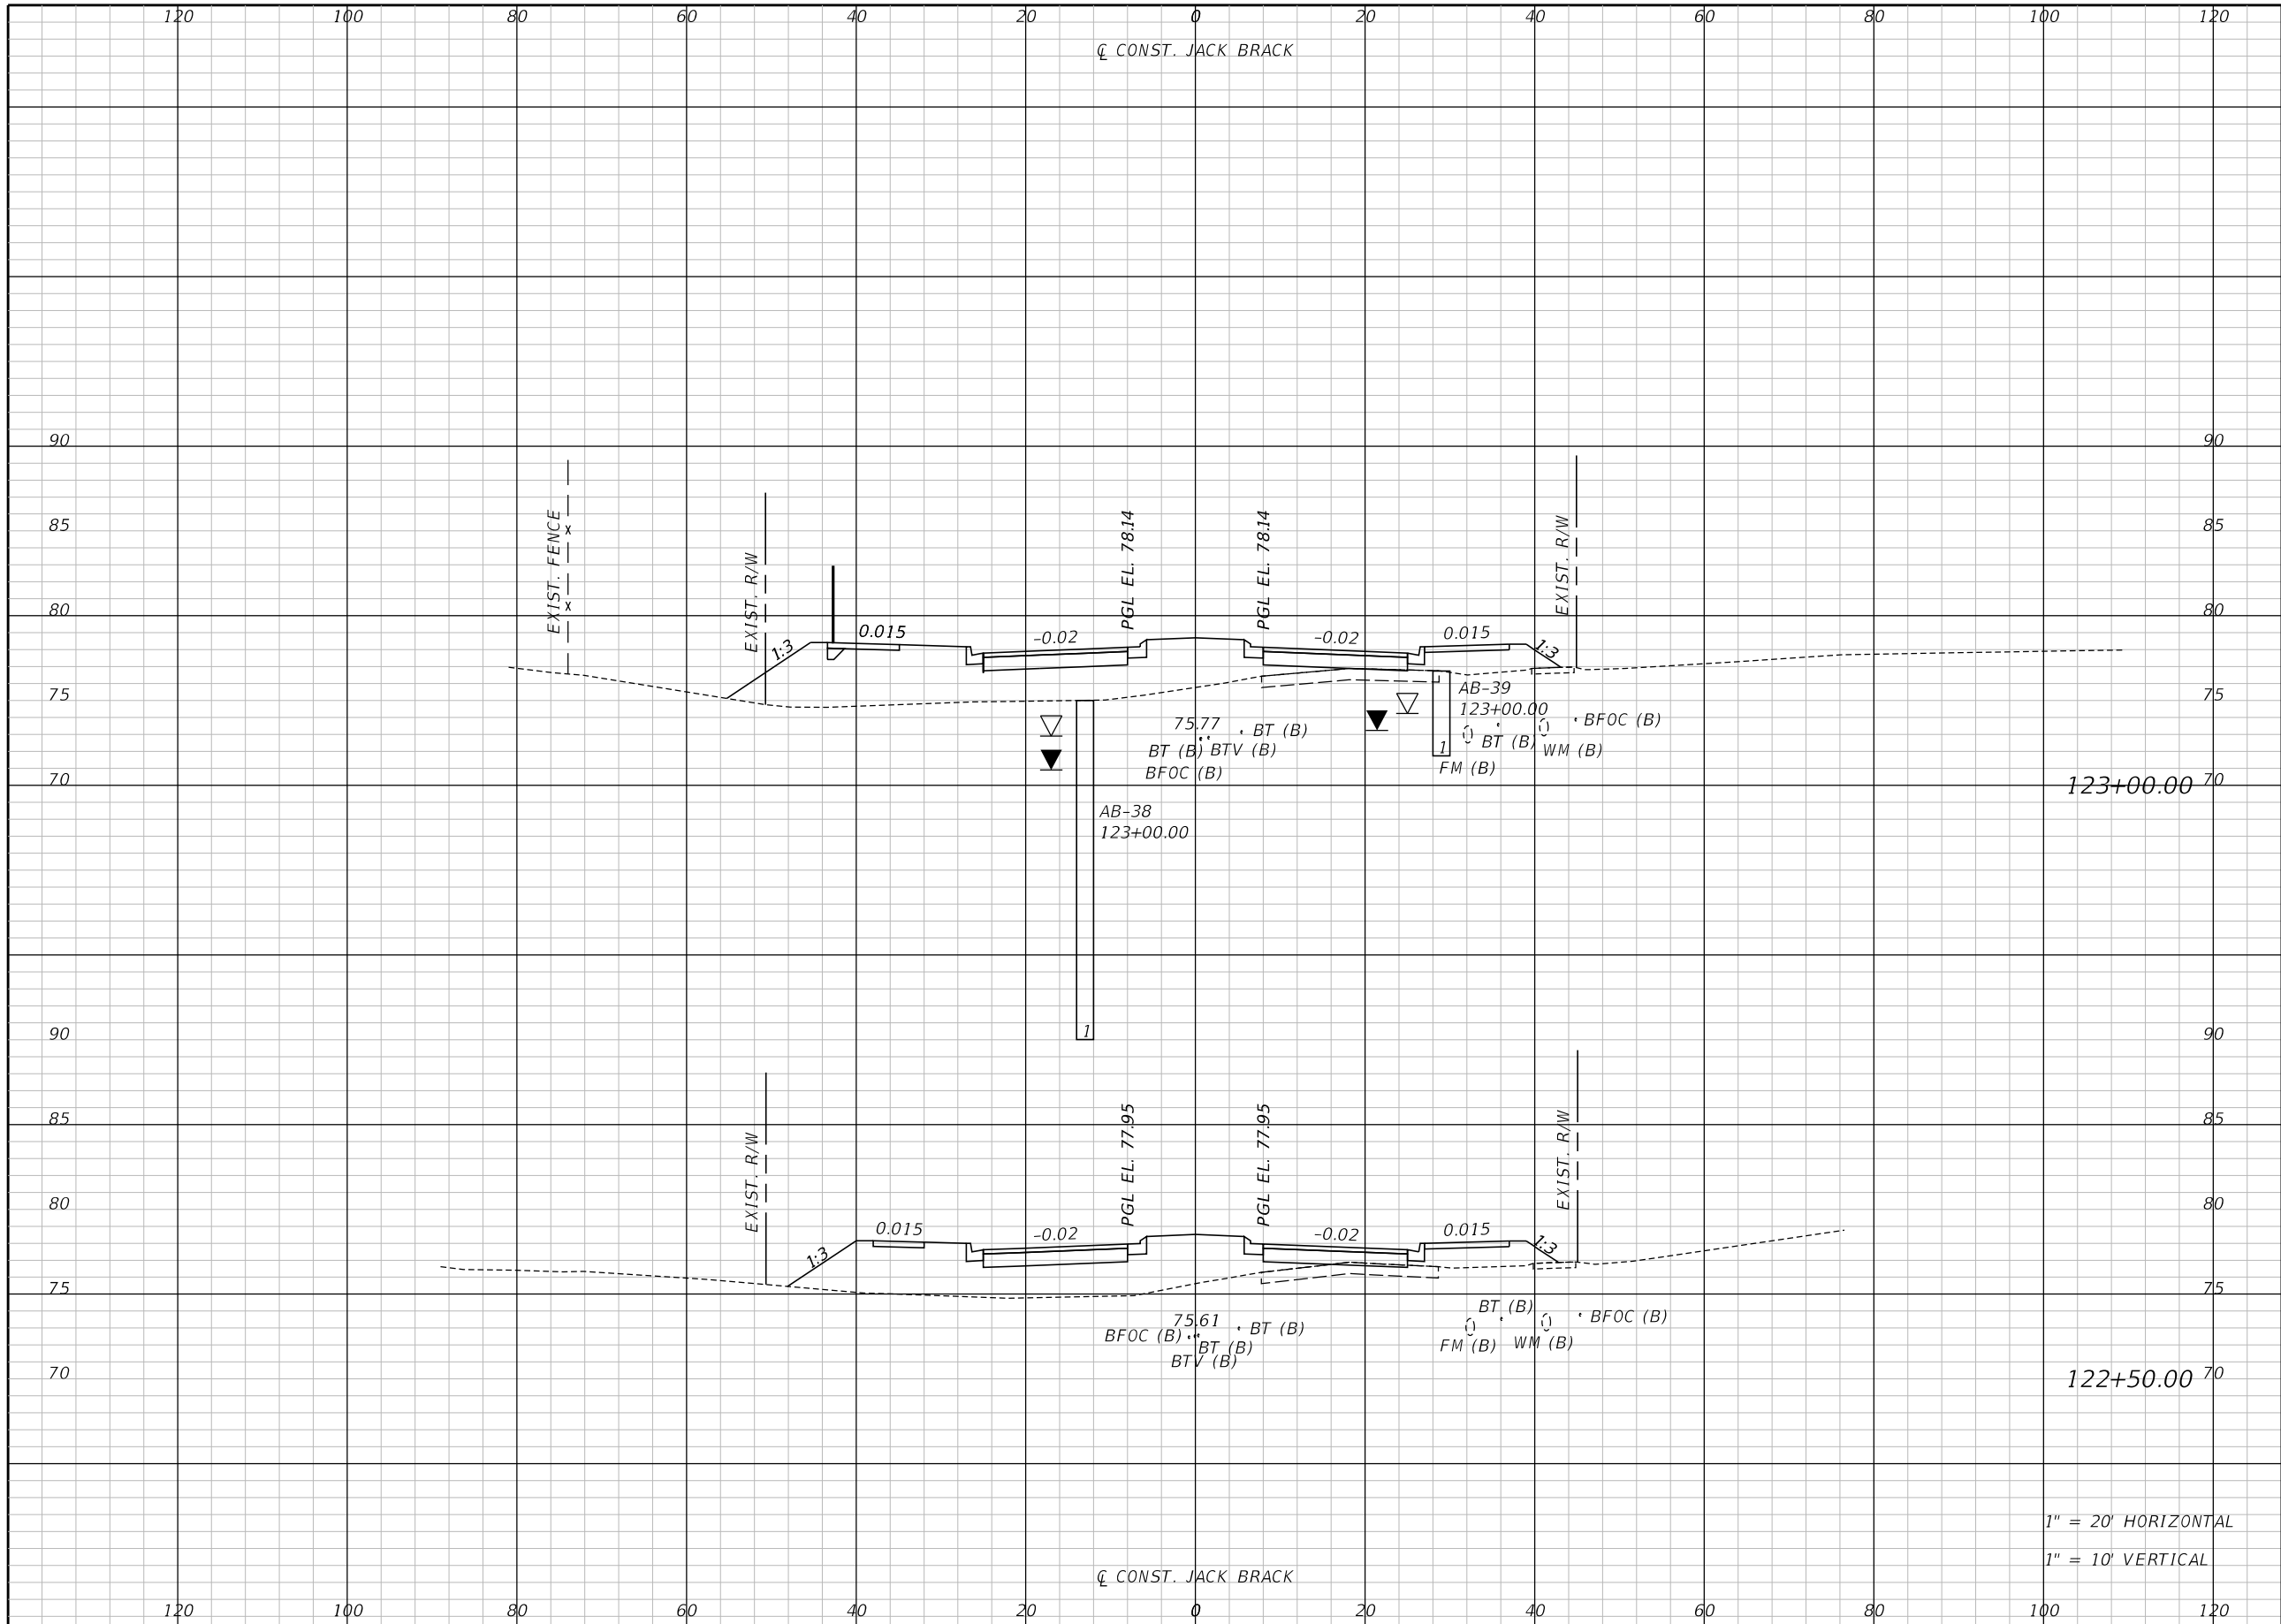 120 100 80 60 40 20 0 20 40 60 80 100 120
℄ CONST. JACK BRACK
90 90
85 85
EXIST. FENCE
X
X
EXIST. R/W
PGL EL. 78.14
PGL EL. 78.14
EXIST. R/W
80 80
1:3
0.015
-0.02
-0.02
0.015
1:3
75 75
AB-39
123+00.00
75.77
BT (B)
BT (B) BTV (B)
BFOC (B)
1
BT (B)
FM (B)
BFOC (B)
WM (B)
70 123+00.00 70
AB-38
123+00.00
1
90 90
85 85
EXIST. R/W
PGL EL. 77.95
PGL EL. 77.95
EXIST. R/W
80 80
1:3
0.015
-0.02
-0.02
0.015
1:3
75 75
75.61
BFOC (B)
BT (B)
BT (B)
BTV (B)
BT (B)
FM (B)
WM (B)
BFOC (B)
70 122+50.00 70
1" = 20' HORIZONTAL
1" = 10' VERTICAL
℄ CONST. JACK BRACK
120 100 80 60 40 20 0 20 40 60 80 100 120